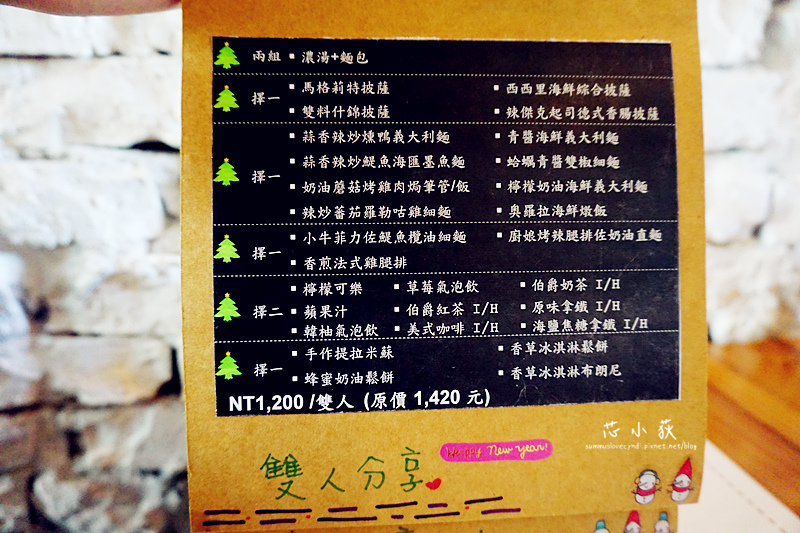 兩組 ▪ 濃湯+麵包
擇一 ▪ 馬格莉特披薩 ▪ 西西里海鮮綜合披薩
▪ 雙料什錦披薩 ▪ 辣傑克起司德式香腸披薩
擇一 ▪ 蒜香辣炒燻鴨義大利麵 ▪ 青醬海鮮義大利麵
▪ 蒜香辣炒鯷魚海匯墨魚麵 ▪ 蛤蠣青醬雙椒細麵
▪ 奶油蘑菇烤雞肉焗筆管/飯 ▪ 檸檬奶油海鮮義大利麵
▪ 辣炒蕃茄羅勒咕雞細麵 ▪ 奧羅拉海鮮燉飯
擇一 ▪ 小牛菲力佐鯷魚欖油細麵 ▪ 廚娘烤辣腿排佐奶油直麵
▪ 香煎法式雞腿排
擇二 ▪ 檸檬可樂 ▪ 草莓氣泡飲 ▪ 伯爵奶茶 I/H
▪ 蘋果汁 ▪ 伯爵紅茶 I/H ▪ 原味拿鐵 I/H
▪ 韓柚氣泡飲 ▪ 美式咖啡 I/H ▪ 海鹽焦糖拿鐵 I/H
擇一 ▪ 手作提拉米蘇 ▪ 香草冰淇淋鬆餅
▪ 蜂蜜奶油鬆餅 ▪ 香草冰淇淋布朗尼
NT1,200 /雙人 (原價 1,420 元)
芯小荻
summuslovecyndi.pixnet.net/blog
Happy New Year!
雙人分享